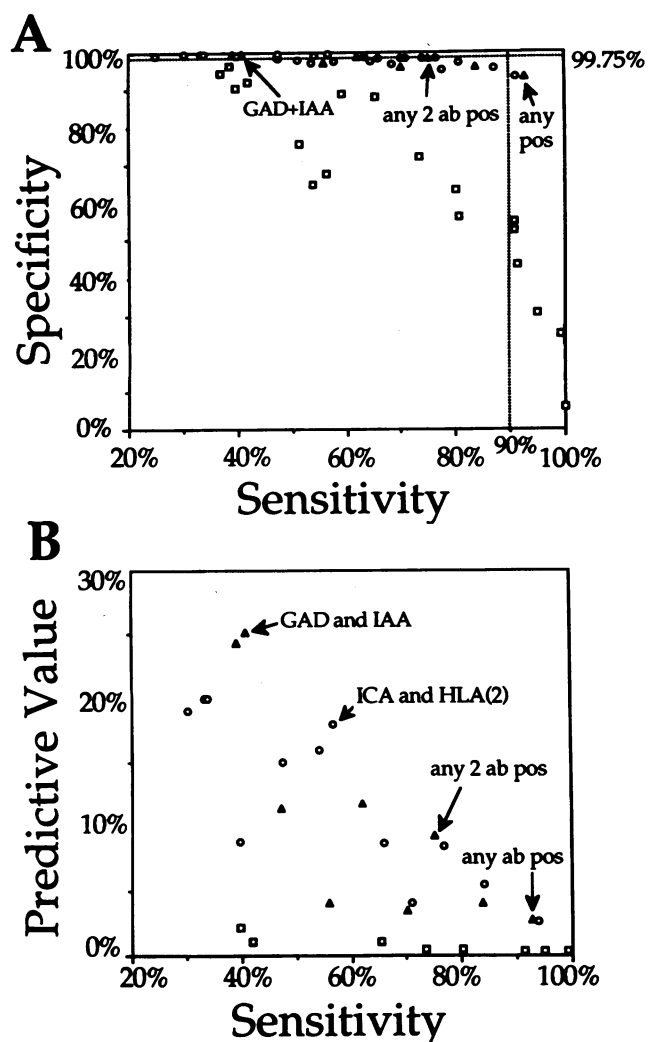 A
100%
99.75%
GAD+IAA
any 2 ab pos
any
pos
80%
60%
40%
20%
0%
Specificity
20%
40%
60%
80%
90%
100%
Sensitivity
B
30%
GAD and IAA
20%
ICA and HLA(2)
any 2 ab pos
10%
any ab pos
0%
Predictive Value
20%
40%
60%
80%
100%
Sensitivity